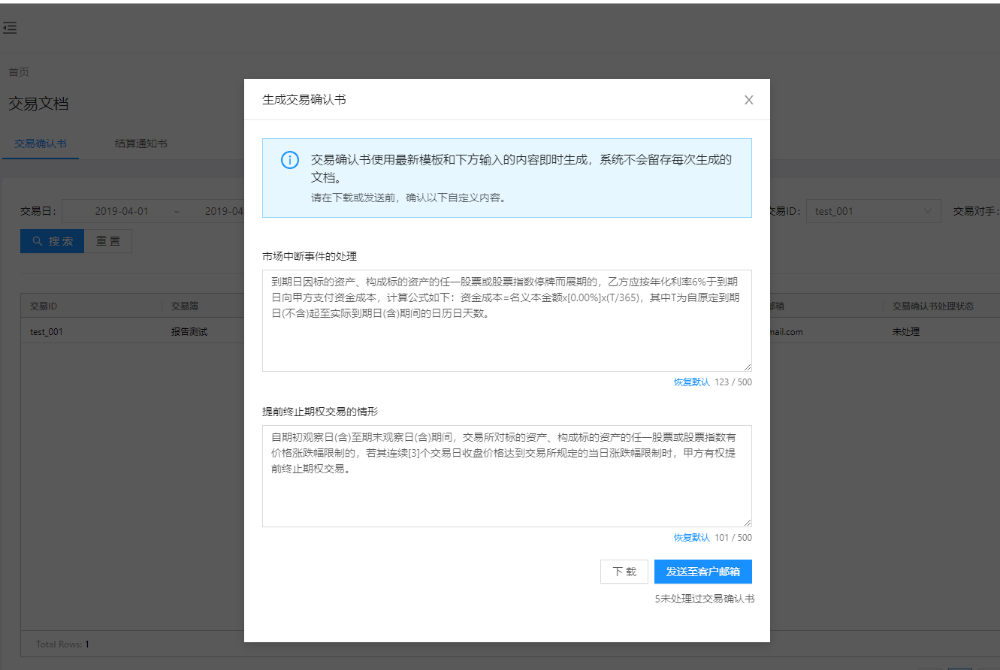 首页
交易文档
交易确认书 结算通知书
交易日： 2019-04-01 ~ 2019-04
交易ID： test_001 交易对手：
搜索 重置
交易ID 交易簿 邮箱 交易确认书处理状态
test_001 报告测试 mail.com 未处理
Total Rows: 1
生成交易确认书
交易确认书使用最新模板和下方输入的内容即时生成，系统不会留存每次生成的
文档。
请在下载或发送前，确认以下自定义内容。
市场中断事件的处理
到期日因标的资产、构成标的资产的任一股票或股票指数停牌而展期的，乙方应按年化利率6%于到期
日向甲方支付资金成本，计算公式如下：资金成本=名义本金额x[0.00%]x(T/365)，其中T为自原定到期
日(不含)起至实际到期日(含)期间的日历日天数。
恢复默认 123 / 500
提前终止期权交易的情形
自期初观察日(含)至期末观察日(含)期间，交易所对标的资产、构成标的资产的任一股票或股票指数有
价格涨跌幅限制的，若其连续[3]个交易日收盘价格达到交易所规定的当日涨跌幅限制时，甲方有权提
前终止期权交易。
恢复默认 101 / 500
下载 发送至客户邮箱
5未处理过交易确认书